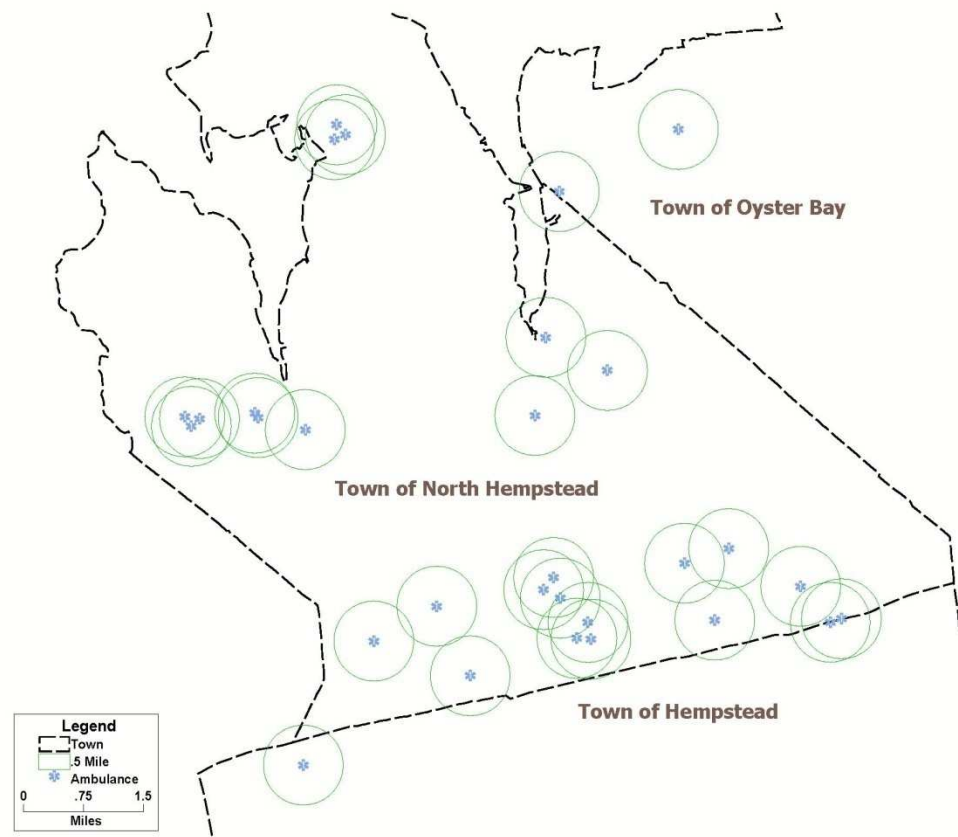 Town of Oyster Bay
Town of North Hempstead
Town of Hempstead
Legend
Town
.5 Mile
Ambulance
0 .75 1.5
Miles